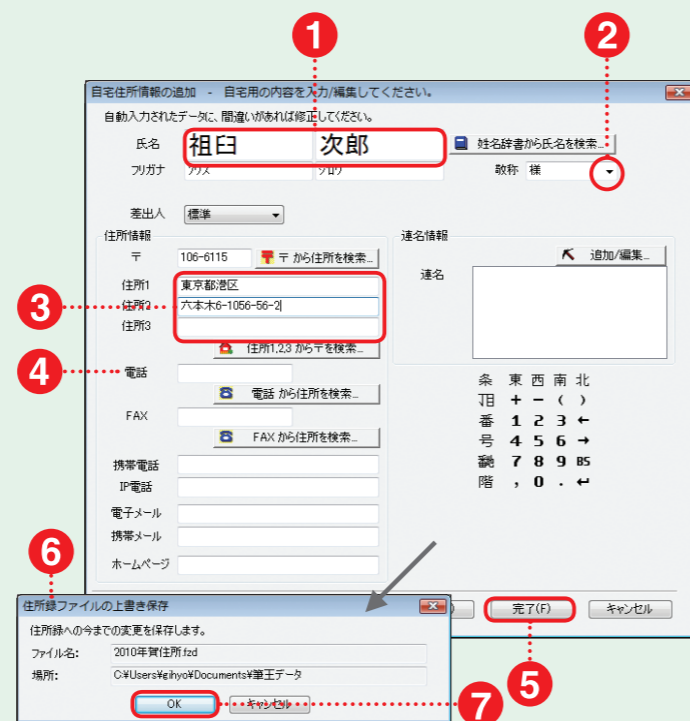 1
2
自宅住所情報の追加 - 自宅用の内容を入力/編集してください。
自動入力されたデータに、間違いがあれば修正してください。
氏名 祖臼 次郎 姓名辞書から氏名を検索...
フリガナ ジロウ 敬称 様
差出人 標準
住所情報 連名情報
〒 106-6115 〒 から住所を検索... 追加/編集...
連名
住所1 東京都港区
3
住所2 六本木6-1056-56-2
住所3
住所1,2,3 から〒を検索...
4
電話
電話 から住所を検索...
FAX
FAX から住所を検索...
携帯電話
IP電話
電子メール
携帯メール
ホームページ
条 東 西 南 北
+ - ( )
番 1 2 3 ←
号 4 5 6 →
7 8 9 BS
階 , 0 . ↵
完了(F) キャンセル
5
6
住所録ファイルの上書き保存
住所録への今までの変更を保存します。
ファイル名: 2010年賀住所.fzd
場所: C:¥Users¥gihyo¥Documents¥筆王データ
OK キャンセル
7